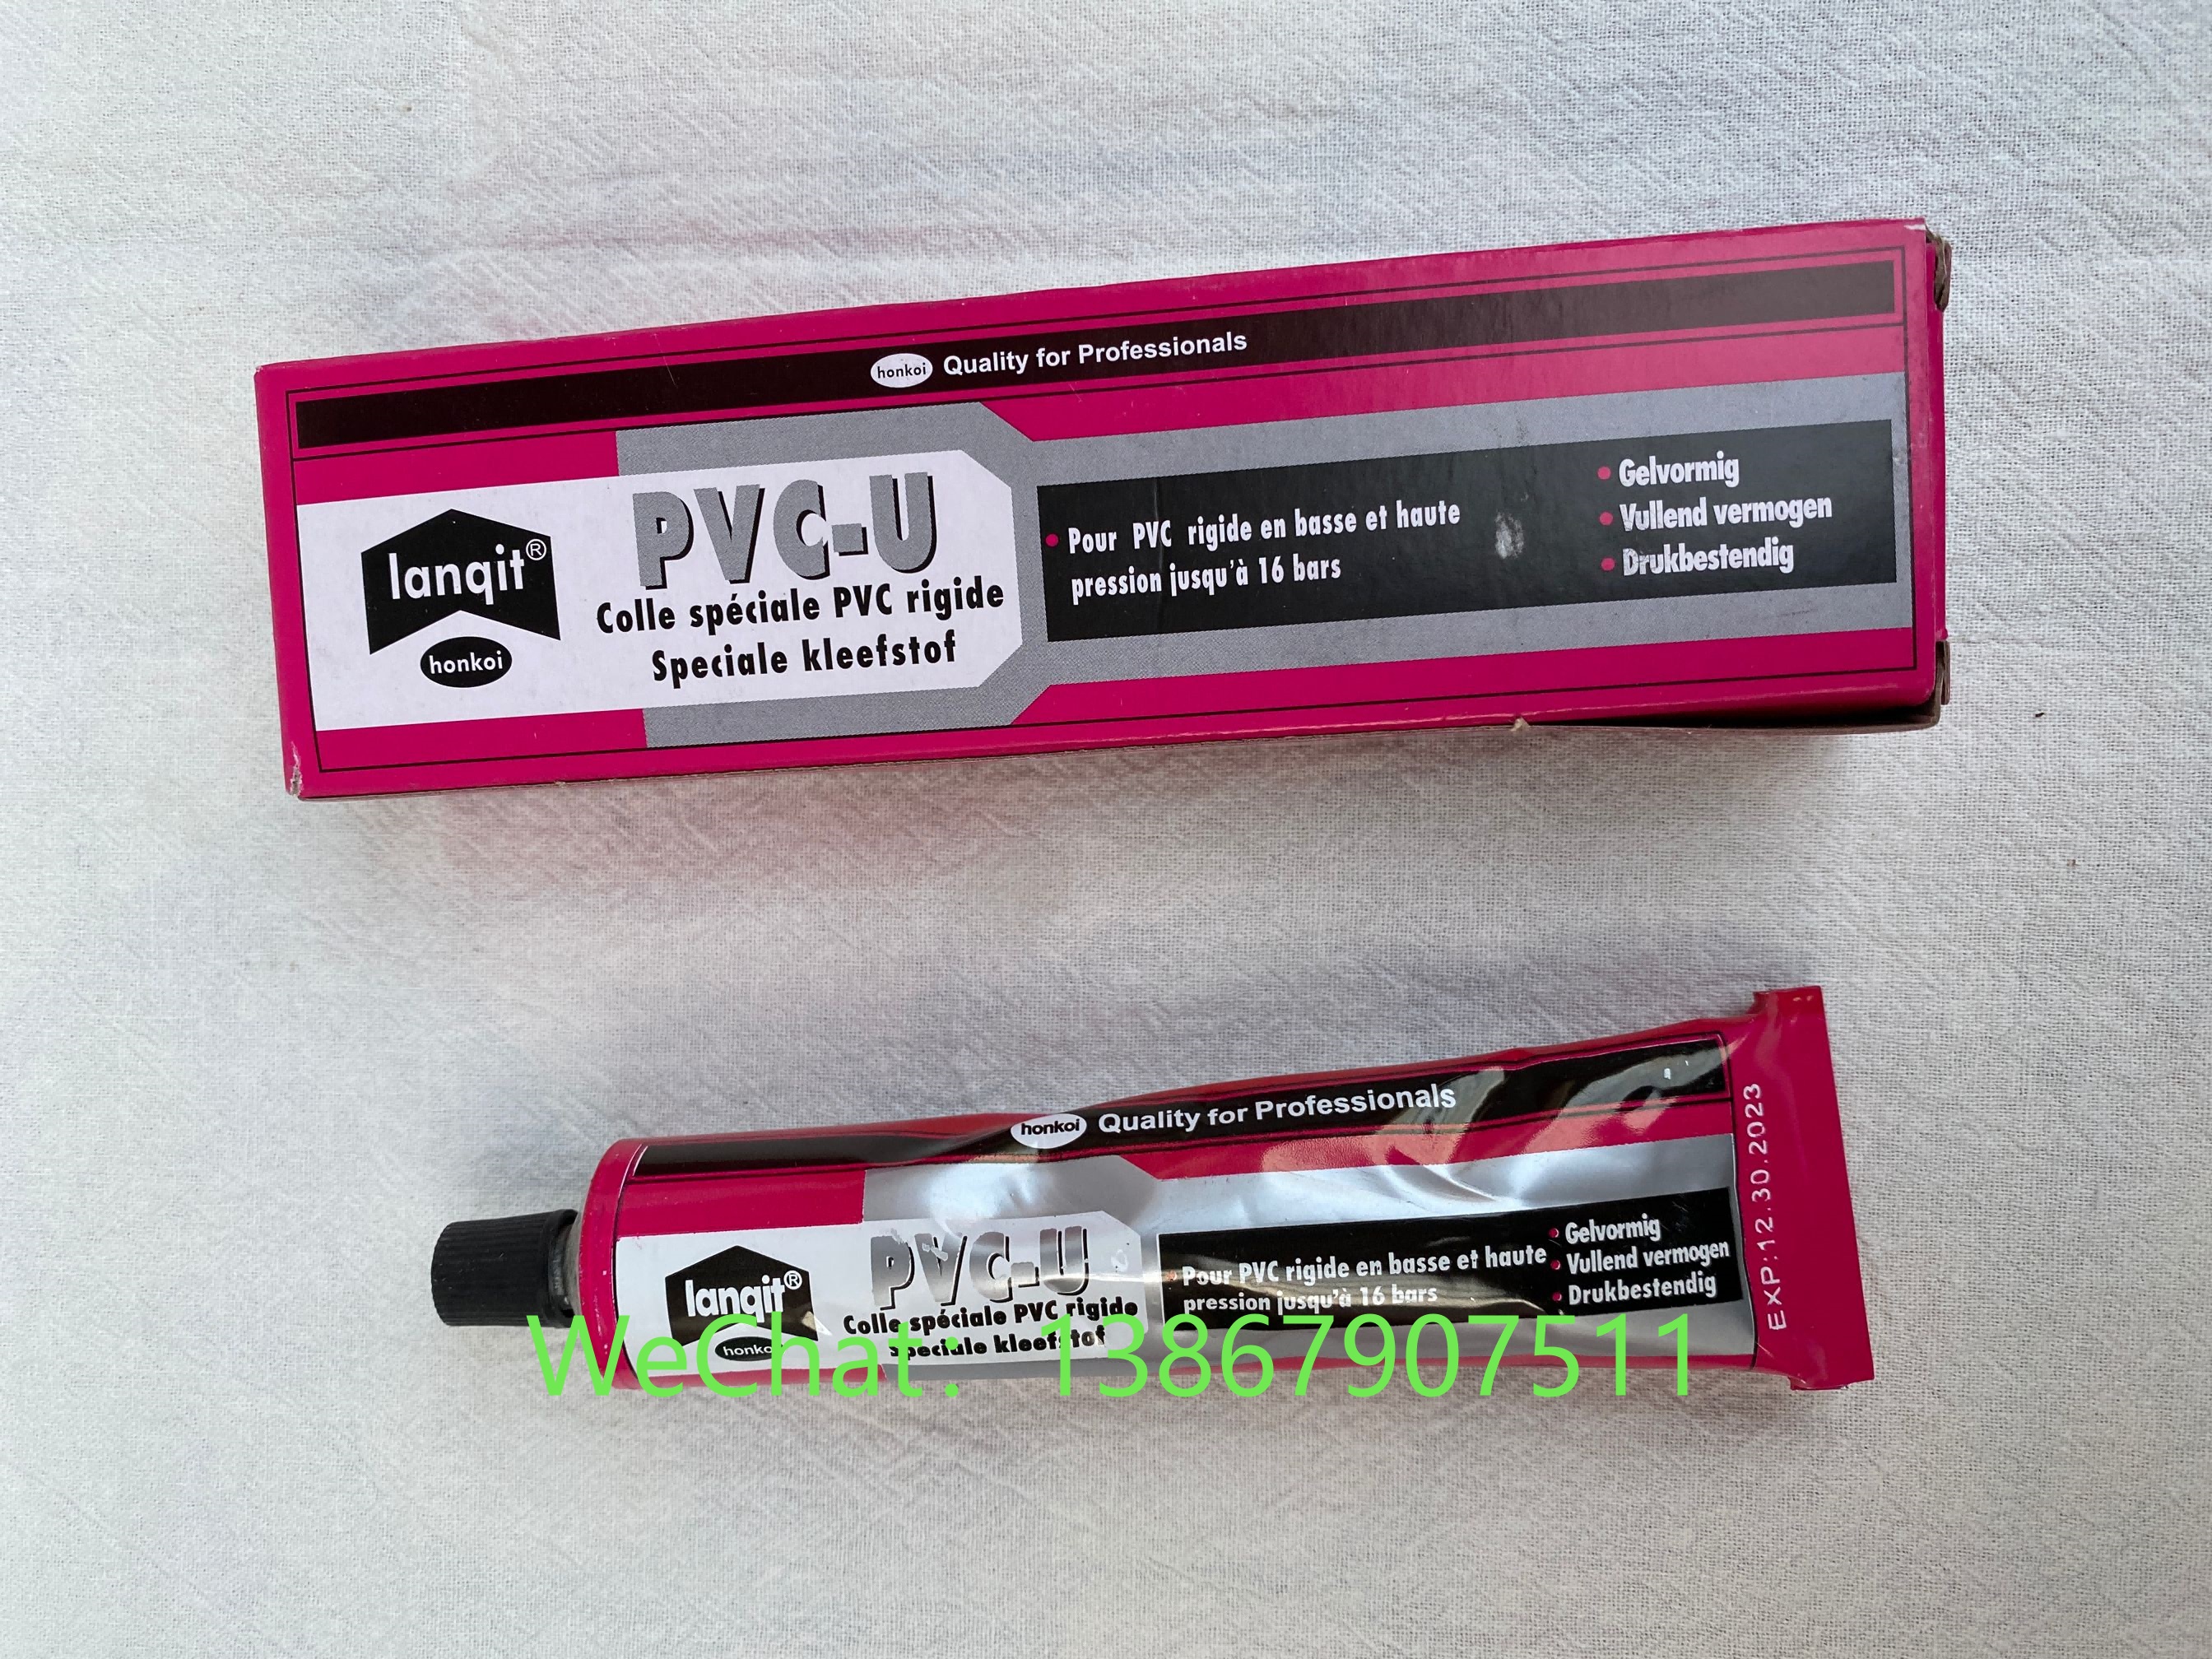 honkoi Quality for Professionals
lanqit®
honkoi
PVC-U
Colle spéciale PVC rigide
Speciale kleefstof
• Pour PVC rigide en basse et haute
pression jusqu'à 16 bars
• Gelvormig
• Vullend vermogen
• Drukbestendig
honkoi Quality for Professionals
lanqit®
honkoi
PVC-U
Colle spéciale PVC rigide
Speciale kleefstof
• Pour PVC rigide en basse et haute
pression jusqu'à 16 bars
• Gelvormig
• Vullend vermogen
• Drukbestendig
EXP:12.30.2023
WeChat: 13867907511